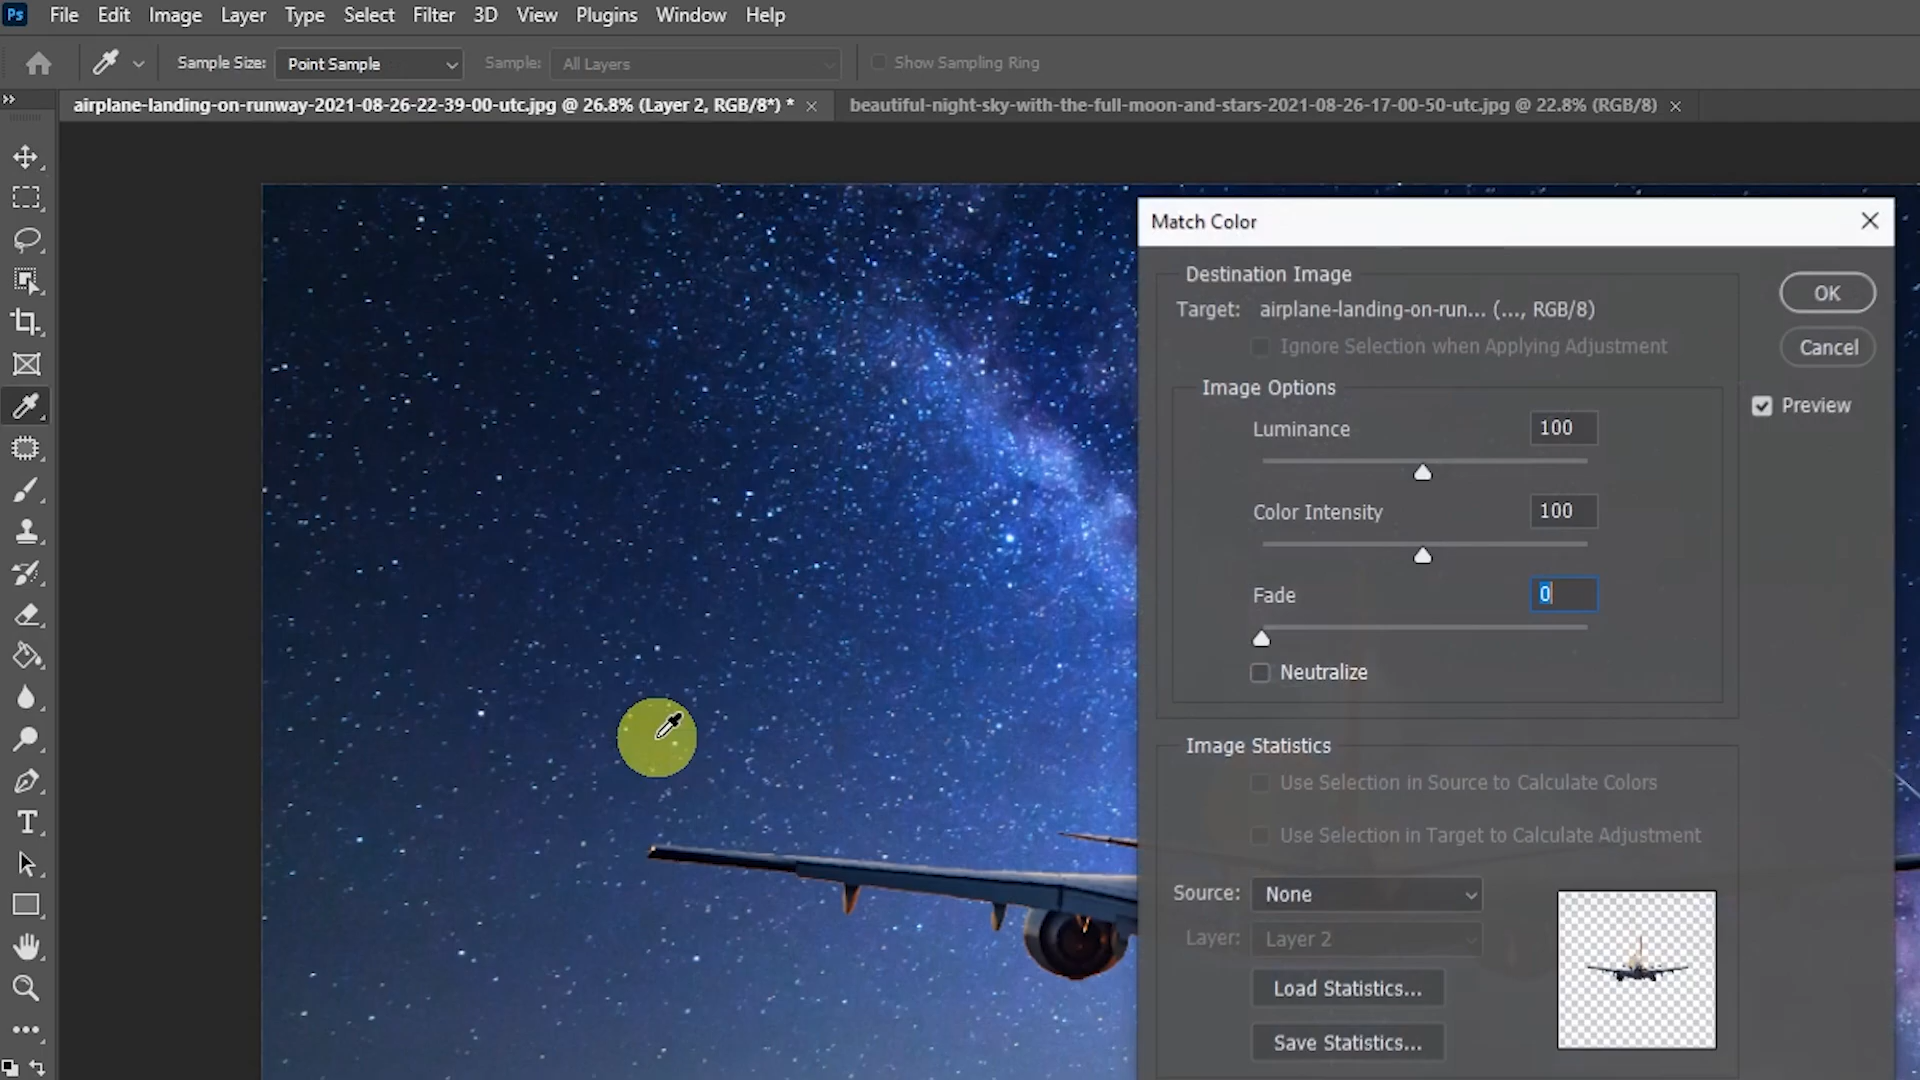 Ps File Edit Image Layer Type Select Filter 3D View Plugins Window Help
Sample Size: Point Sample Sample: All Layers Show Sampling Ring
airplane-landing-on-runway-2021-08-26-22-39-00-utc.jpg @ 26.8% (Layer 2, RGB/8*) * × beautiful-night-sky-with-the-full-moon-and-stars-2021-08-26-17-00-50-utc.jpg @ 22.8% (RGB/8) ×
Match Color
Destination Image
OK
Target: airplane-landing-on-run... (..., RGB/8)
Ignore Selection when Applying Adjustment
Cancel
Image Options
Preview
Luminance 100
Color Intensity 100
Fade 0
Neutralize
Image Statistics
Use Selection in Source to Calculate Colors
Use Selection in Target to Calculate Adjustment
Source: None
Layer: Layer 2
Load Statistics...
Save Statistics...